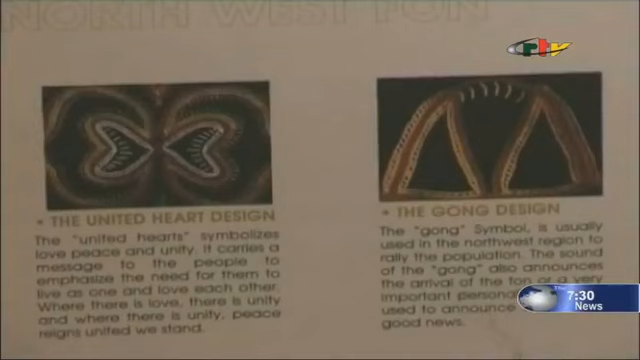 NORTH WEST FON
rtv
• THE UNITED HEART DESIGN
The "united hearts" symbolizes
love peace and unity. It carries a
message to the people to
emphasize the need for them to
live as one and love each other.
Where there is love, there is unity
and where there is unity, peace
reigns united we stand.
• THE GONG DESIGN
The "gong" Symbol, is usually
used in the northwest region to
rally the population. The sound
of the "gong" also announces
the arrival of the fon or a very
important
used to announce
good news.
7:30
News